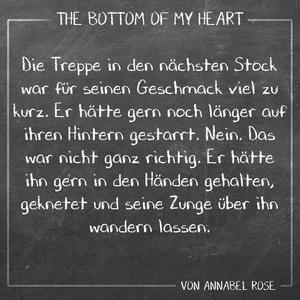 THE BOTTOM OF MY HEART
Die Treppe in den nächsten Stock
war für seinen Geschmack viel zu
kurz. Er hätte gern noch länger auf
ihren Hintern gestarrt. Nein. Das
war nicht ganz richtig. Er hätte
ihn gern in den Händen gehalten,
geknetet und seine Zunge über ihn
wandern lassen.
VON ANNABEL ROSE